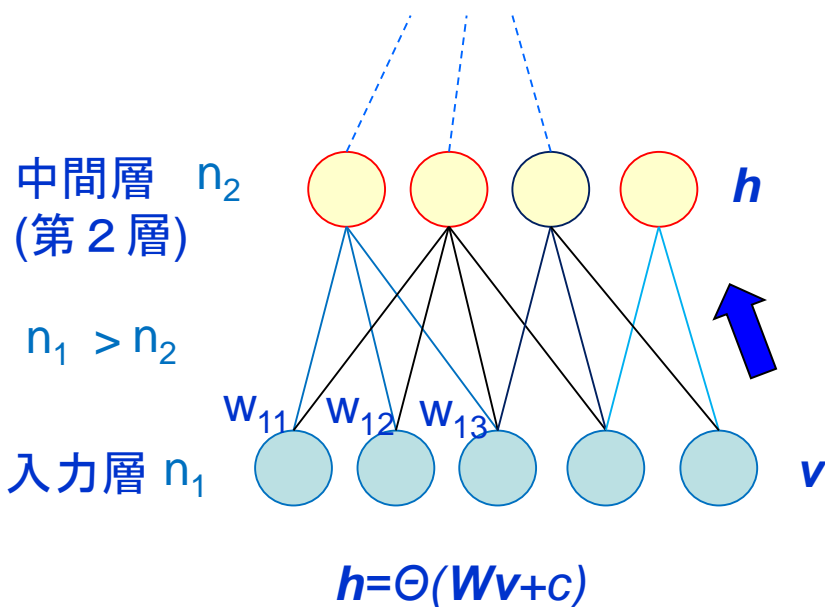 中間層 n₂
(第２層)
h
n₁ > n₂
w₁₁ w₁₂ w₁₃
入力層 n₁
v
h=Θ(Wv+c)